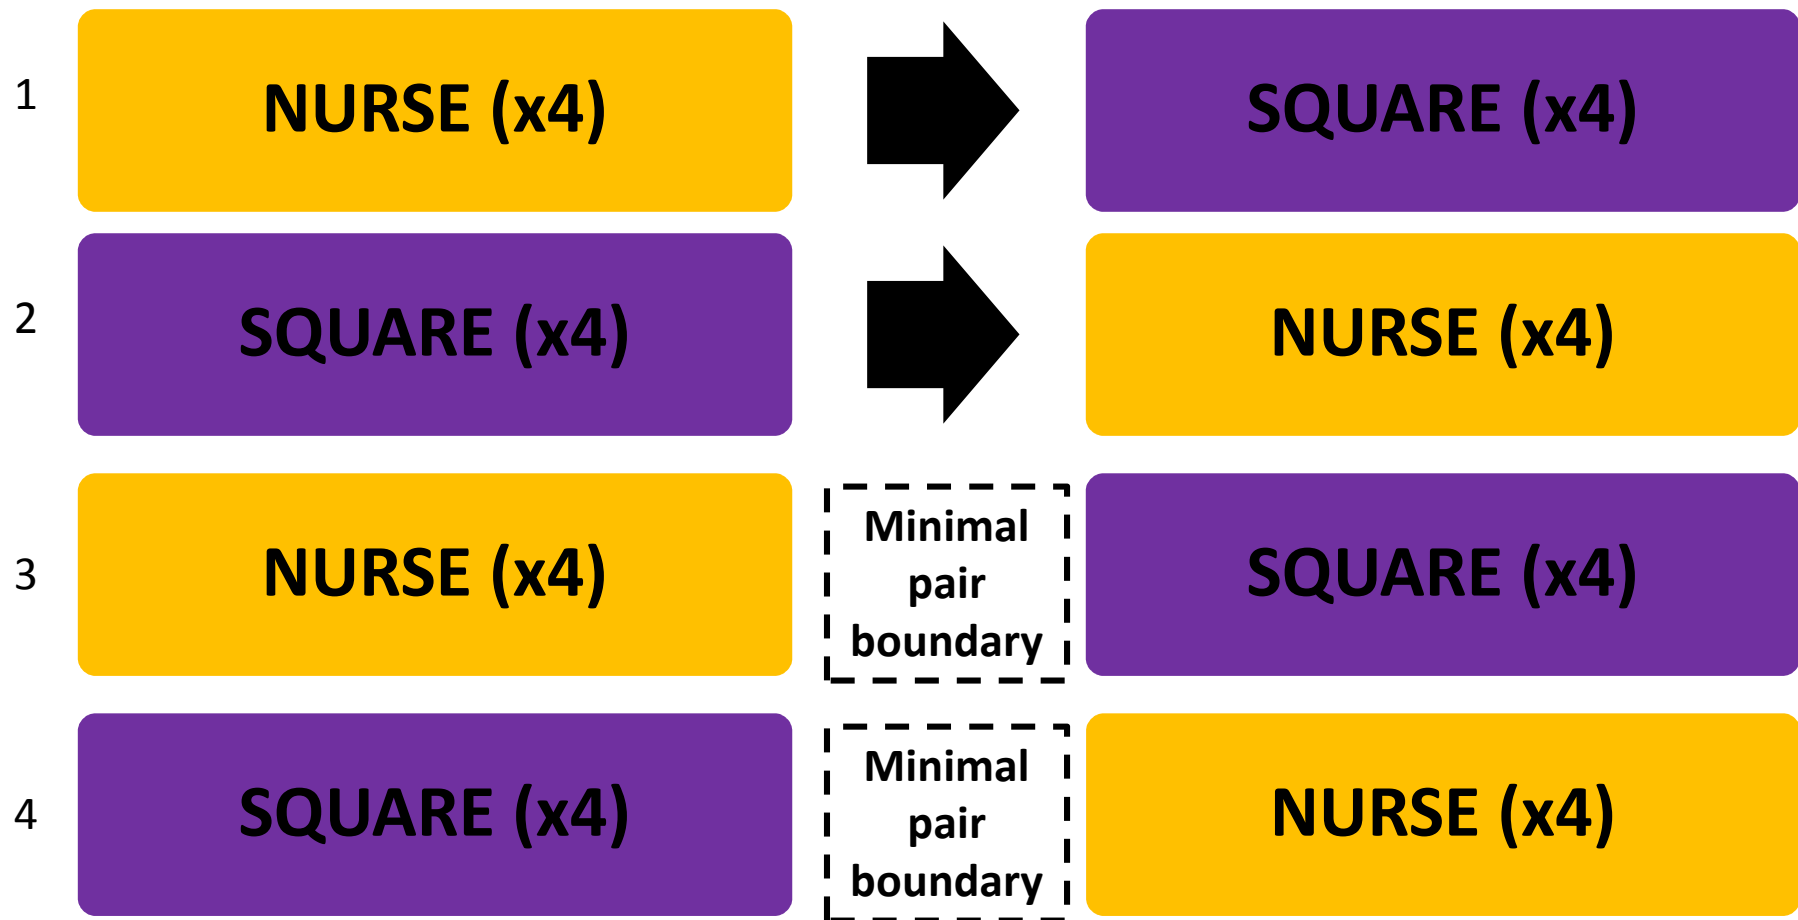 1
NURSE (x4)
SQUARE (x4)
2
SQUARE (x4)
NURSE (x4)
3
NURSE (x4)
Minimal
pair
boundary
SQUARE (x4)
4
SQUARE (x4)
Minimal
pair
boundary
NURSE (x4)